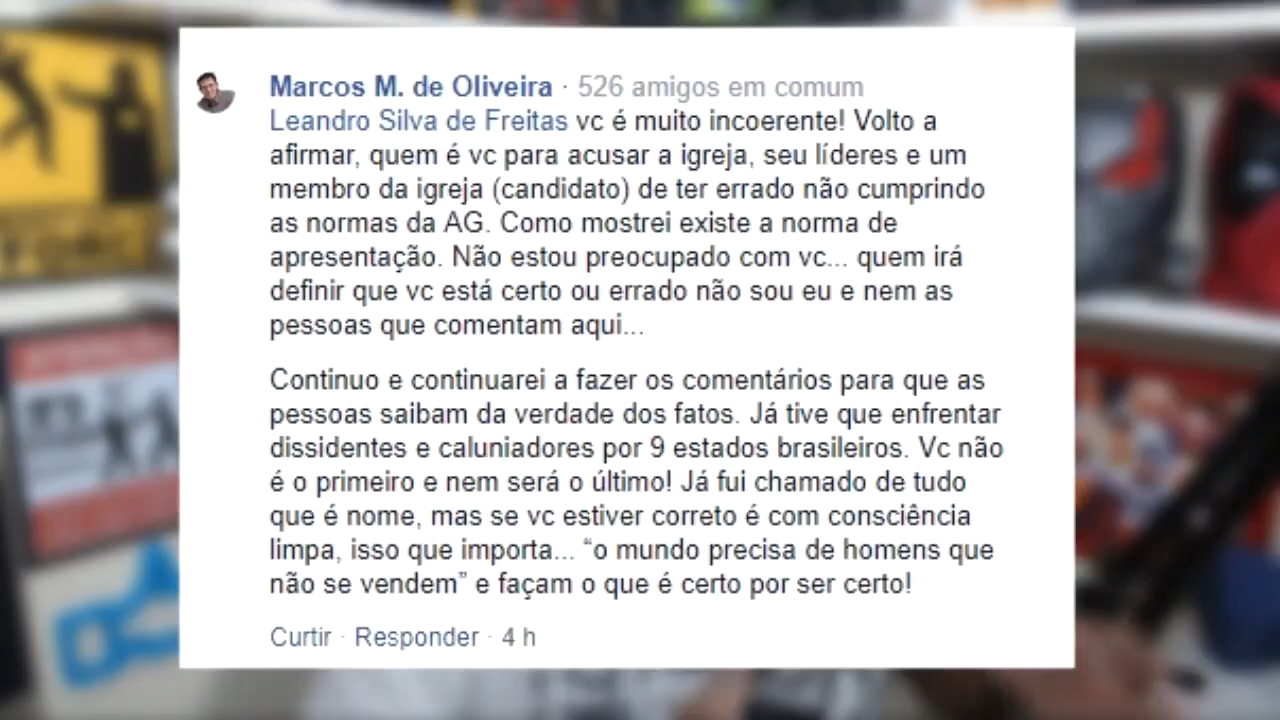 Marcos M. de Oliveira · 526 amigos em comum
Leandro Silva de Freitas vc é muito incoerente! Volto a
afirmar, quem é vc para acusar a igreja, seu líderes e um
membro da igreja (candidato) de ter errado não cumprindo
as normas da AG. Como mostrei existe a norma de
apresentação. Não estou preocupado com vc... quem irá
definir que vc está certo ou errado não sou eu e nem as
pessoas que comentam aqui...
Continuo e continuarei a fazer os comentários para que as
pessoas saibam da verdade dos fatos. Já tive que enfrentar
dissidentes e caluniadores por 9 estados brasileiros. Vc não
é o primeiro e nem será o último! Já fui chamado de tudo
que é nome, mas se vc estiver correto é com consciência
limpa, isso que importa... “o mundo precisa de homens que
não se vendem” e façam o que é certo por ser certo!
Curtir · Responder · 4 h